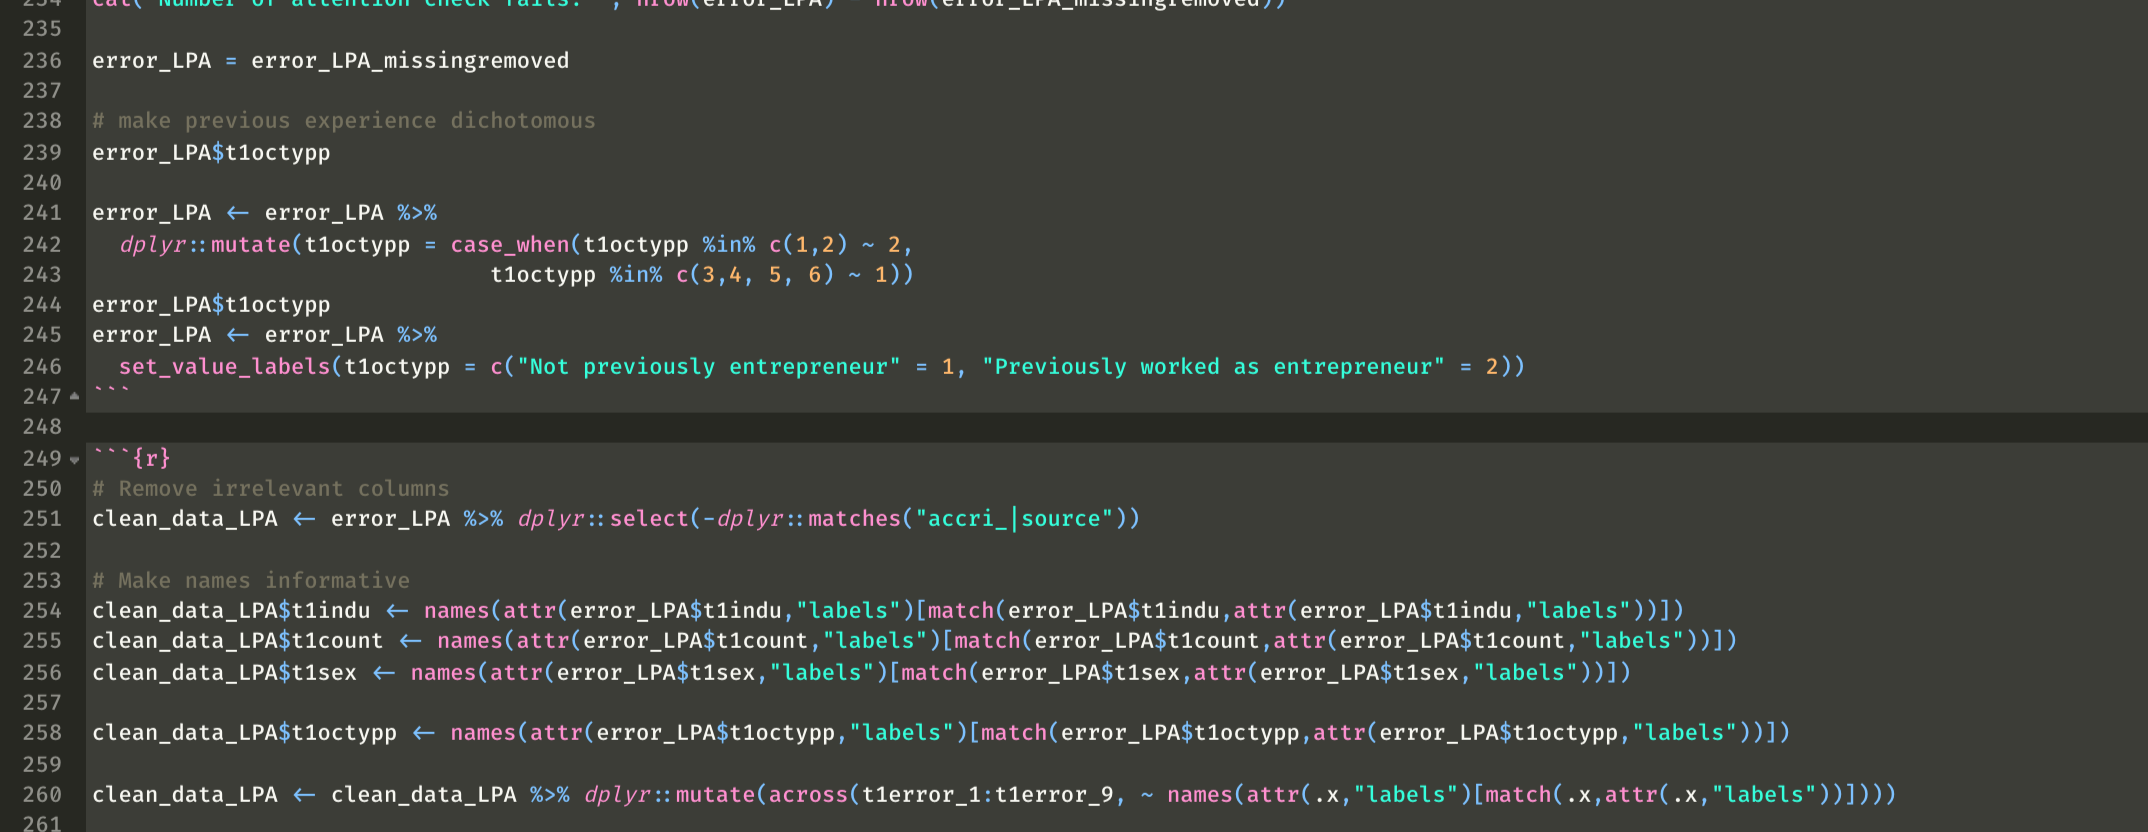 235
236 error_LPA = error_LPA_missingremoved
237
238 # make previous experience dichotomous
239 error_LPA$t1octypp
240
241 error_LPA <- error_LPA %>%
242   dplyr::mutate(t1octypp = case_when(t1octypp %in% c(1,2) ~ 2,
243                               t1octypp %in% c(3,4, 5, 6) ~ 1))
244 error_LPA$t1octypp
245 error_LPA <- error_LPA %>%
246   set_value_labels(t1octypp = c("Not previously entrepreneur" = 1, "Previously worked as entrepreneur" = 2))
247 ```
248
249 ```{r}
250 # Remove irrelevant columns
251 clean_data_LPA <- error_LPA %>% dplyr::select(-dplyr::matches("accri_|source"))
252
253 # Make names informative
254 clean_data_LPA$t1indu <- names(attr(error_LPA$t1indu,"labels")[match(error_LPA$t1indu,attr(error_LPA$t1indu,"labels"))])
255 clean_data_LPA$t1count <- names(attr(error_LPA$t1count,"labels")[match(error_LPA$t1count,attr(error_LPA$t1count,"labels"))])
256 clean_data_LPA$t1sex <- names(attr(error_LPA$t1sex,"labels")[match(error_LPA$t1sex,attr(error_LPA$t1sex,"labels"))])
257
258 clean_data_LPA$t1octypp <- names(attr(error_LPA$t1octypp,"labels")[match(error_LPA$t1octypp,attr(error_LPA$t1octypp,"labels"))])
259
260 clean_data_LPA <- clean_data_LPA %>% dplyr::mutate(across(t1error_1:t1error_9, ~ names(attr(.x,"labels")[match(.x,attr(.x,"labels"))])))
261